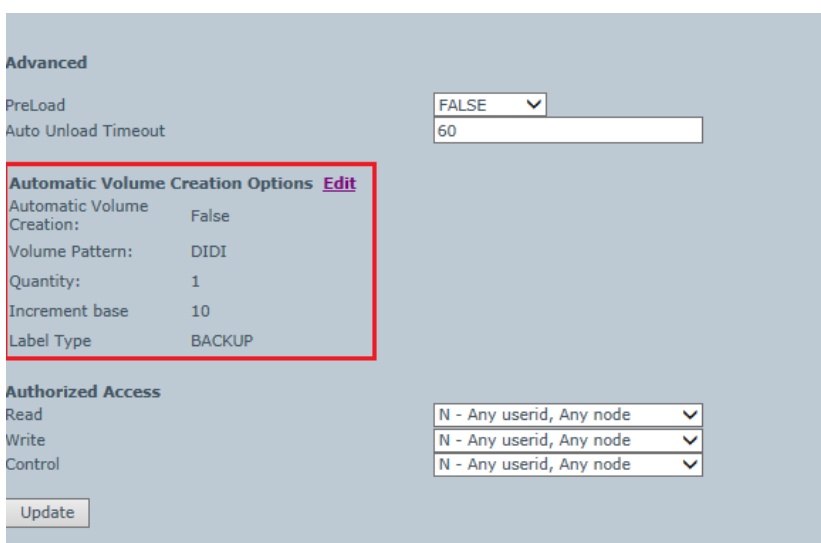 Advanced
PreLoad FALSE
Auto Unload Timeout 60
Automatic Volume Creation Options Edit
Automatic Volume
Creation: False
Volume Pattern: DIDI
Quantity: 1
Increment base 10
Label Type BACKUP
Authorized Access
Read N - Any userid, Any node
Write N - Any userid, Any node
Control N - Any userid, Any node
Update